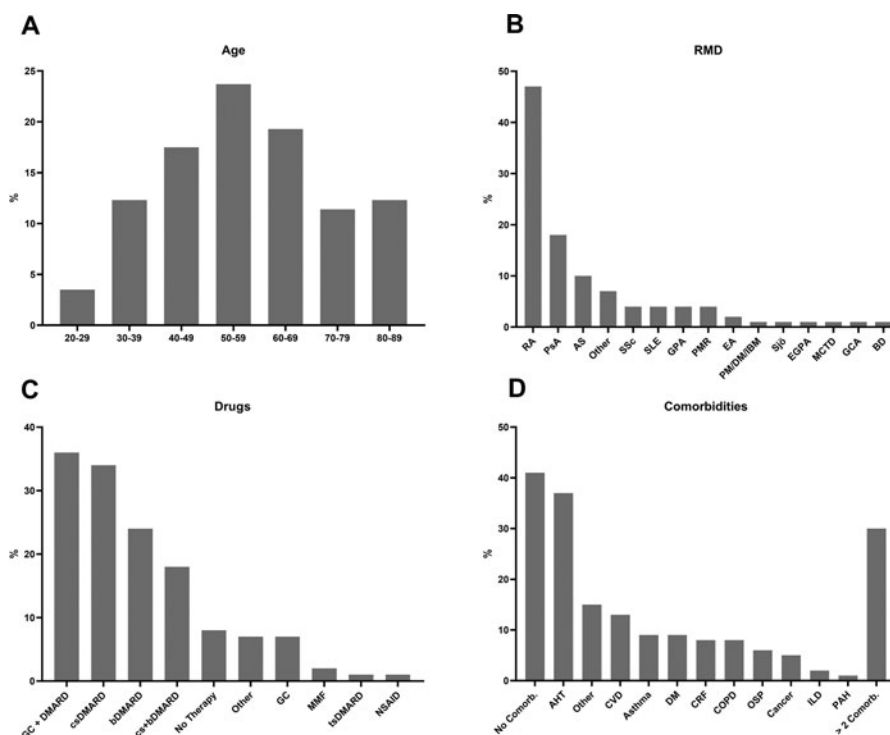 A
Age
25
20
15
10
5
0
%
20-29
30-39
40-49
50-59
60-69
70-79
80-89
B
RMD
50
40
30
20
10
0
%
RA
PsA
AS
Other
SSc
SLE
GPA
PMR
EA
PM/DM/IBM
Sjö
EGPA
MCTD
GCA
BD
C
Drugs
40
30
20
10
0
%
GC + DMARD
csDMARD
bDMARD
cs+bDMARD
No Therapy
Other
GC
MMF
tsDMARD
NSAID
D
Comorbidities
50
40
30
20
10
0
%
No Comorb.
AHT
Other
CVD
Asthma
DM
CRF
COPD
OSP
Cancer
ILD
PAH
> 2 Comorb.